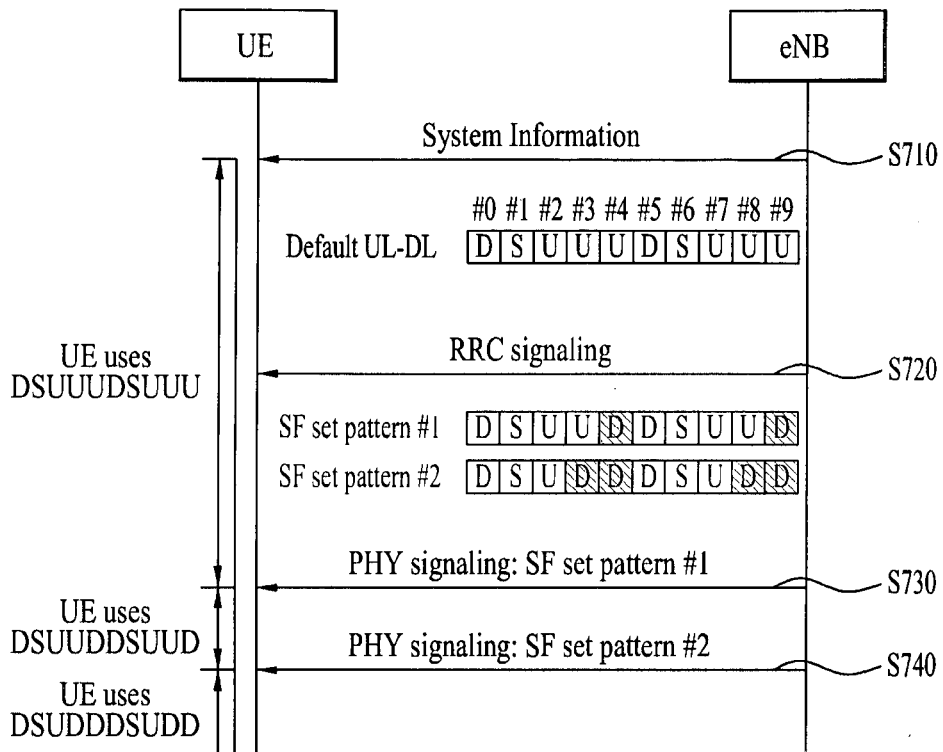 UE
eNB
System Information
S710
#0 #1 #2 #3 #4 #5 #6 #7 #8 #9
Default UL-DL D S U U U D S U U U
UE uses
DSUUUDSUUU
RRC signaling
S720
SF set pattern #1 D S U U D D S U U D
SF set pattern #2 D S U D D D S U D D
PHY signaling: SF set pattern #1
S730
UE uses
DSUUDDSUUD
PHY signaling: SF set pattern #2
S740
UE uses
DSUDDDSUDD